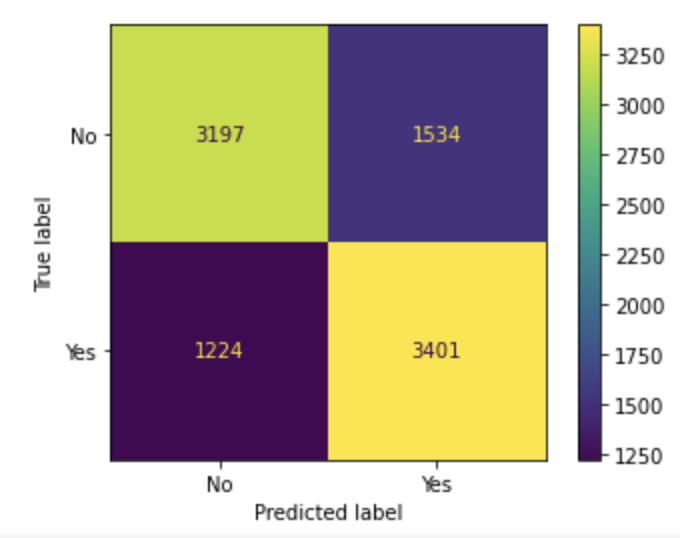 No
3197
1534
Yes
1224
3401
No
Yes
Predicted label
True label
3250
3000
2750
2500
2250
2000
1750
1500
1250